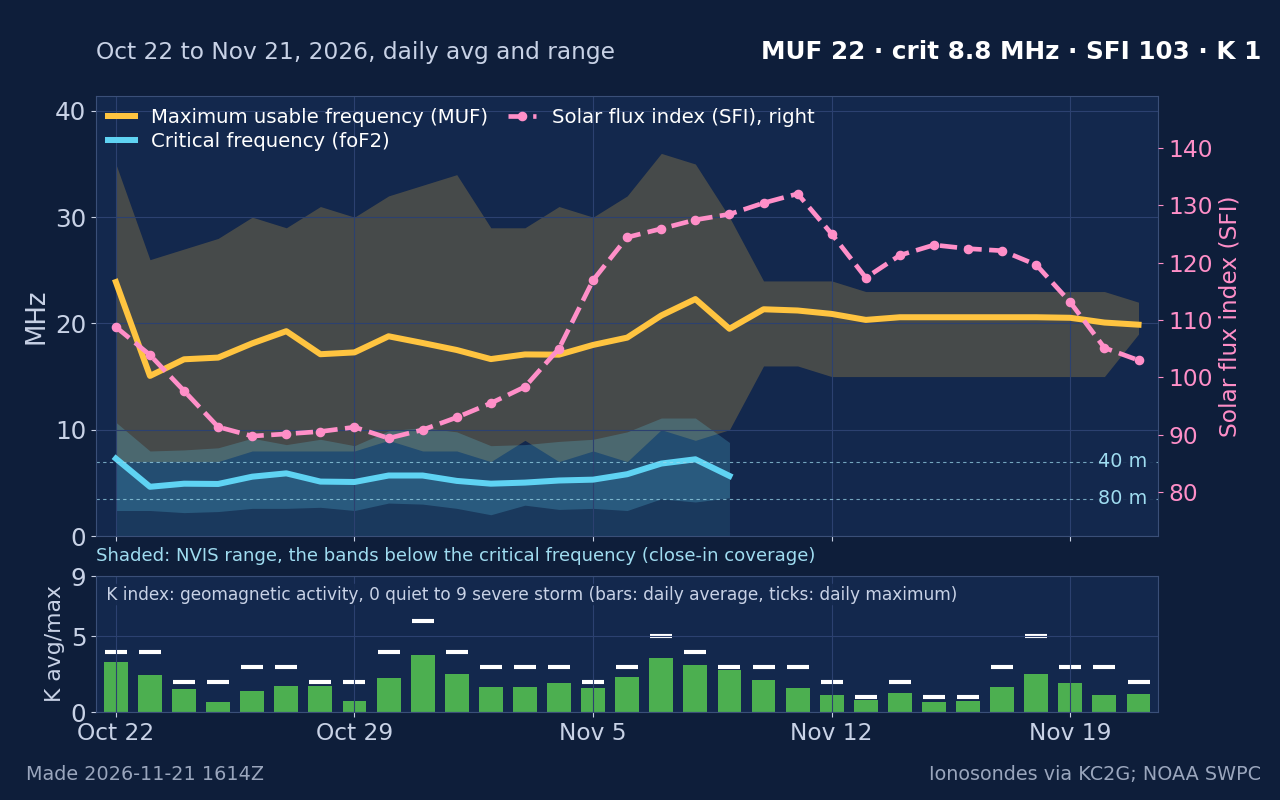 Oct 22 to Nov 21, 2026, daily avg and range
MUF 22 · crit 8.8 MHz · SFI 103 · K 1
Maximum usable frequency (MUF)
Critical frequency (foF2)
Solar flux index (SFI), right
MHz
40
30
20
10
0
Solar flux index (SFI)
140
130
120
110
100
90
80
40 m
80 m
Shaded: NVIS range, the bands below the critical frequency (close-in coverage)
K avg/max
9
5
0
K index: geomagnetic activity, 0 quiet to 9 severe storm (bars: daily average, ticks: daily maximum)
Oct 22
Oct 29
Nov 5
Nov 12
Nov 19
Made 2026-11-21 1614Z
Ionosondes via KC2G; NOAA SWPC